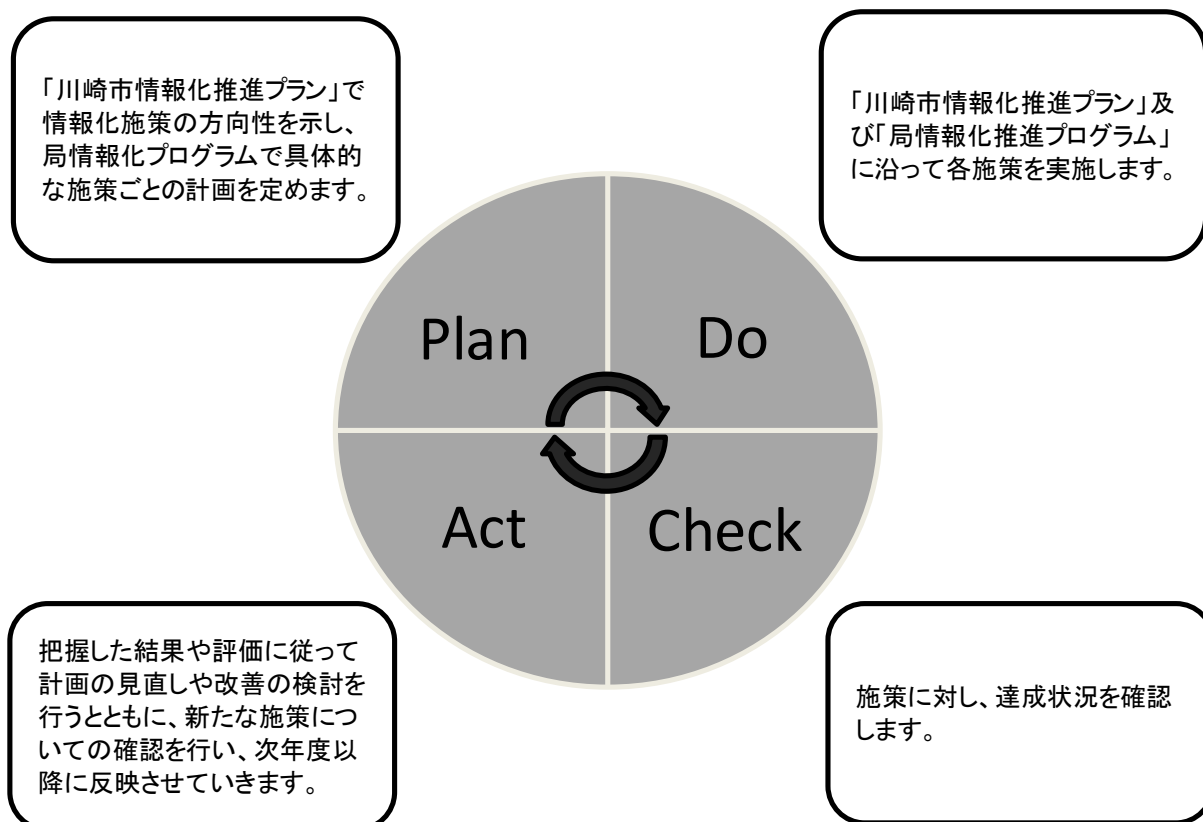 「川崎市情報化推進プラン」で
情報化施策の方向性を示し、
局情報化プログラムで具体的
な施策ごとの計画を定めます。
「川崎市情報化推進プラン」及
び「局情報化推進プログラム」
に沿って各施策を実施します。
Plan
Do
Act
Check
把握した結果や評価に従って
計画の見直しや改善の検討を
行うとともに、新たな施策につ
いての確認を行い、次年度以
降に反映させていきます。
施策に対し、達成状況を確認
します。